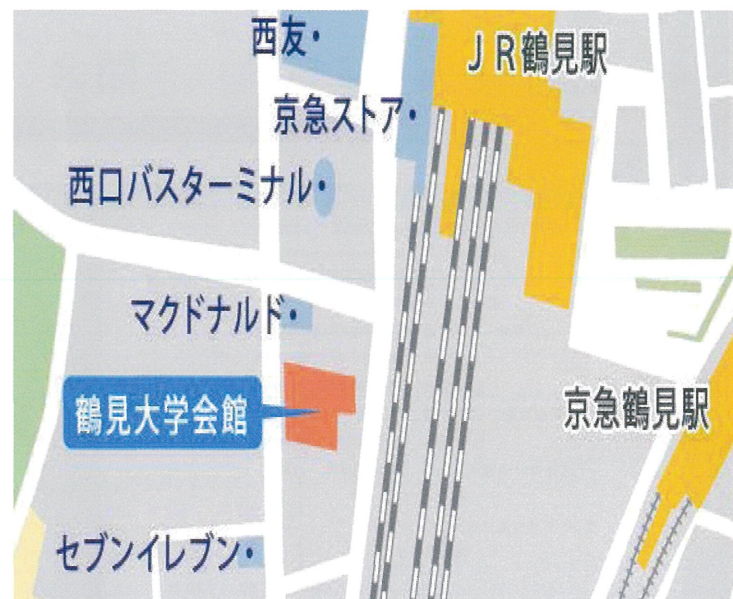 西友
JR鶴見駅
京急ストア
西口バスターミナル
マクドナルド
鶴見大学会館
京急鶴見駅
セブンイレブン